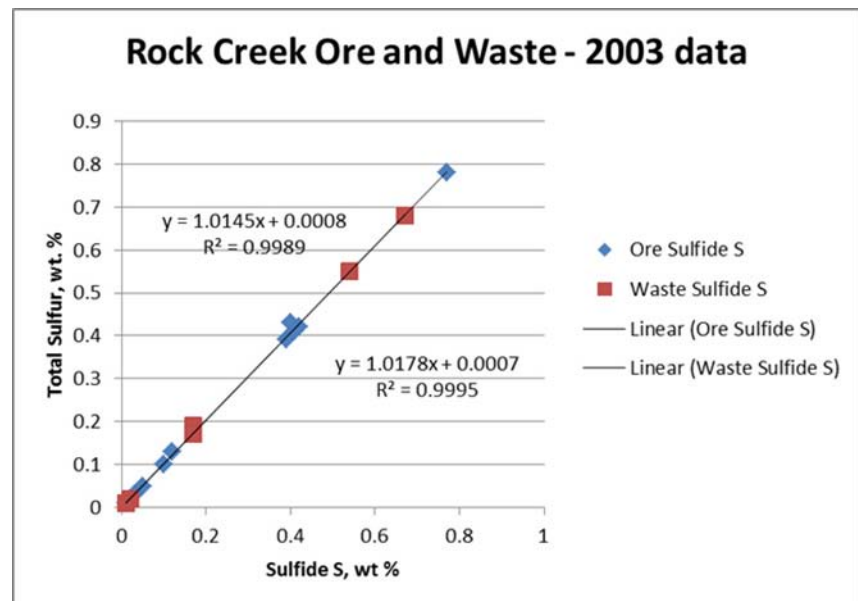 Rock Creek Ore and Waste - 2003 data
Total Sulfur, wt. %
0.9
0.8
0.7
0.6
0.5
0.4
0.3
0.2
0.1
0
y = 1.0145x + 0.0008
R² = 0.9989
y = 1.0178x + 0.0007
R² = 0.9995
0 0.2 0.4 0.6 0.8 1
Sulfide S, wt %
Ore Sulfide S
Waste Sulfide S
Linear (Ore Sulfide S)
Linear (Waste Sulfide S)